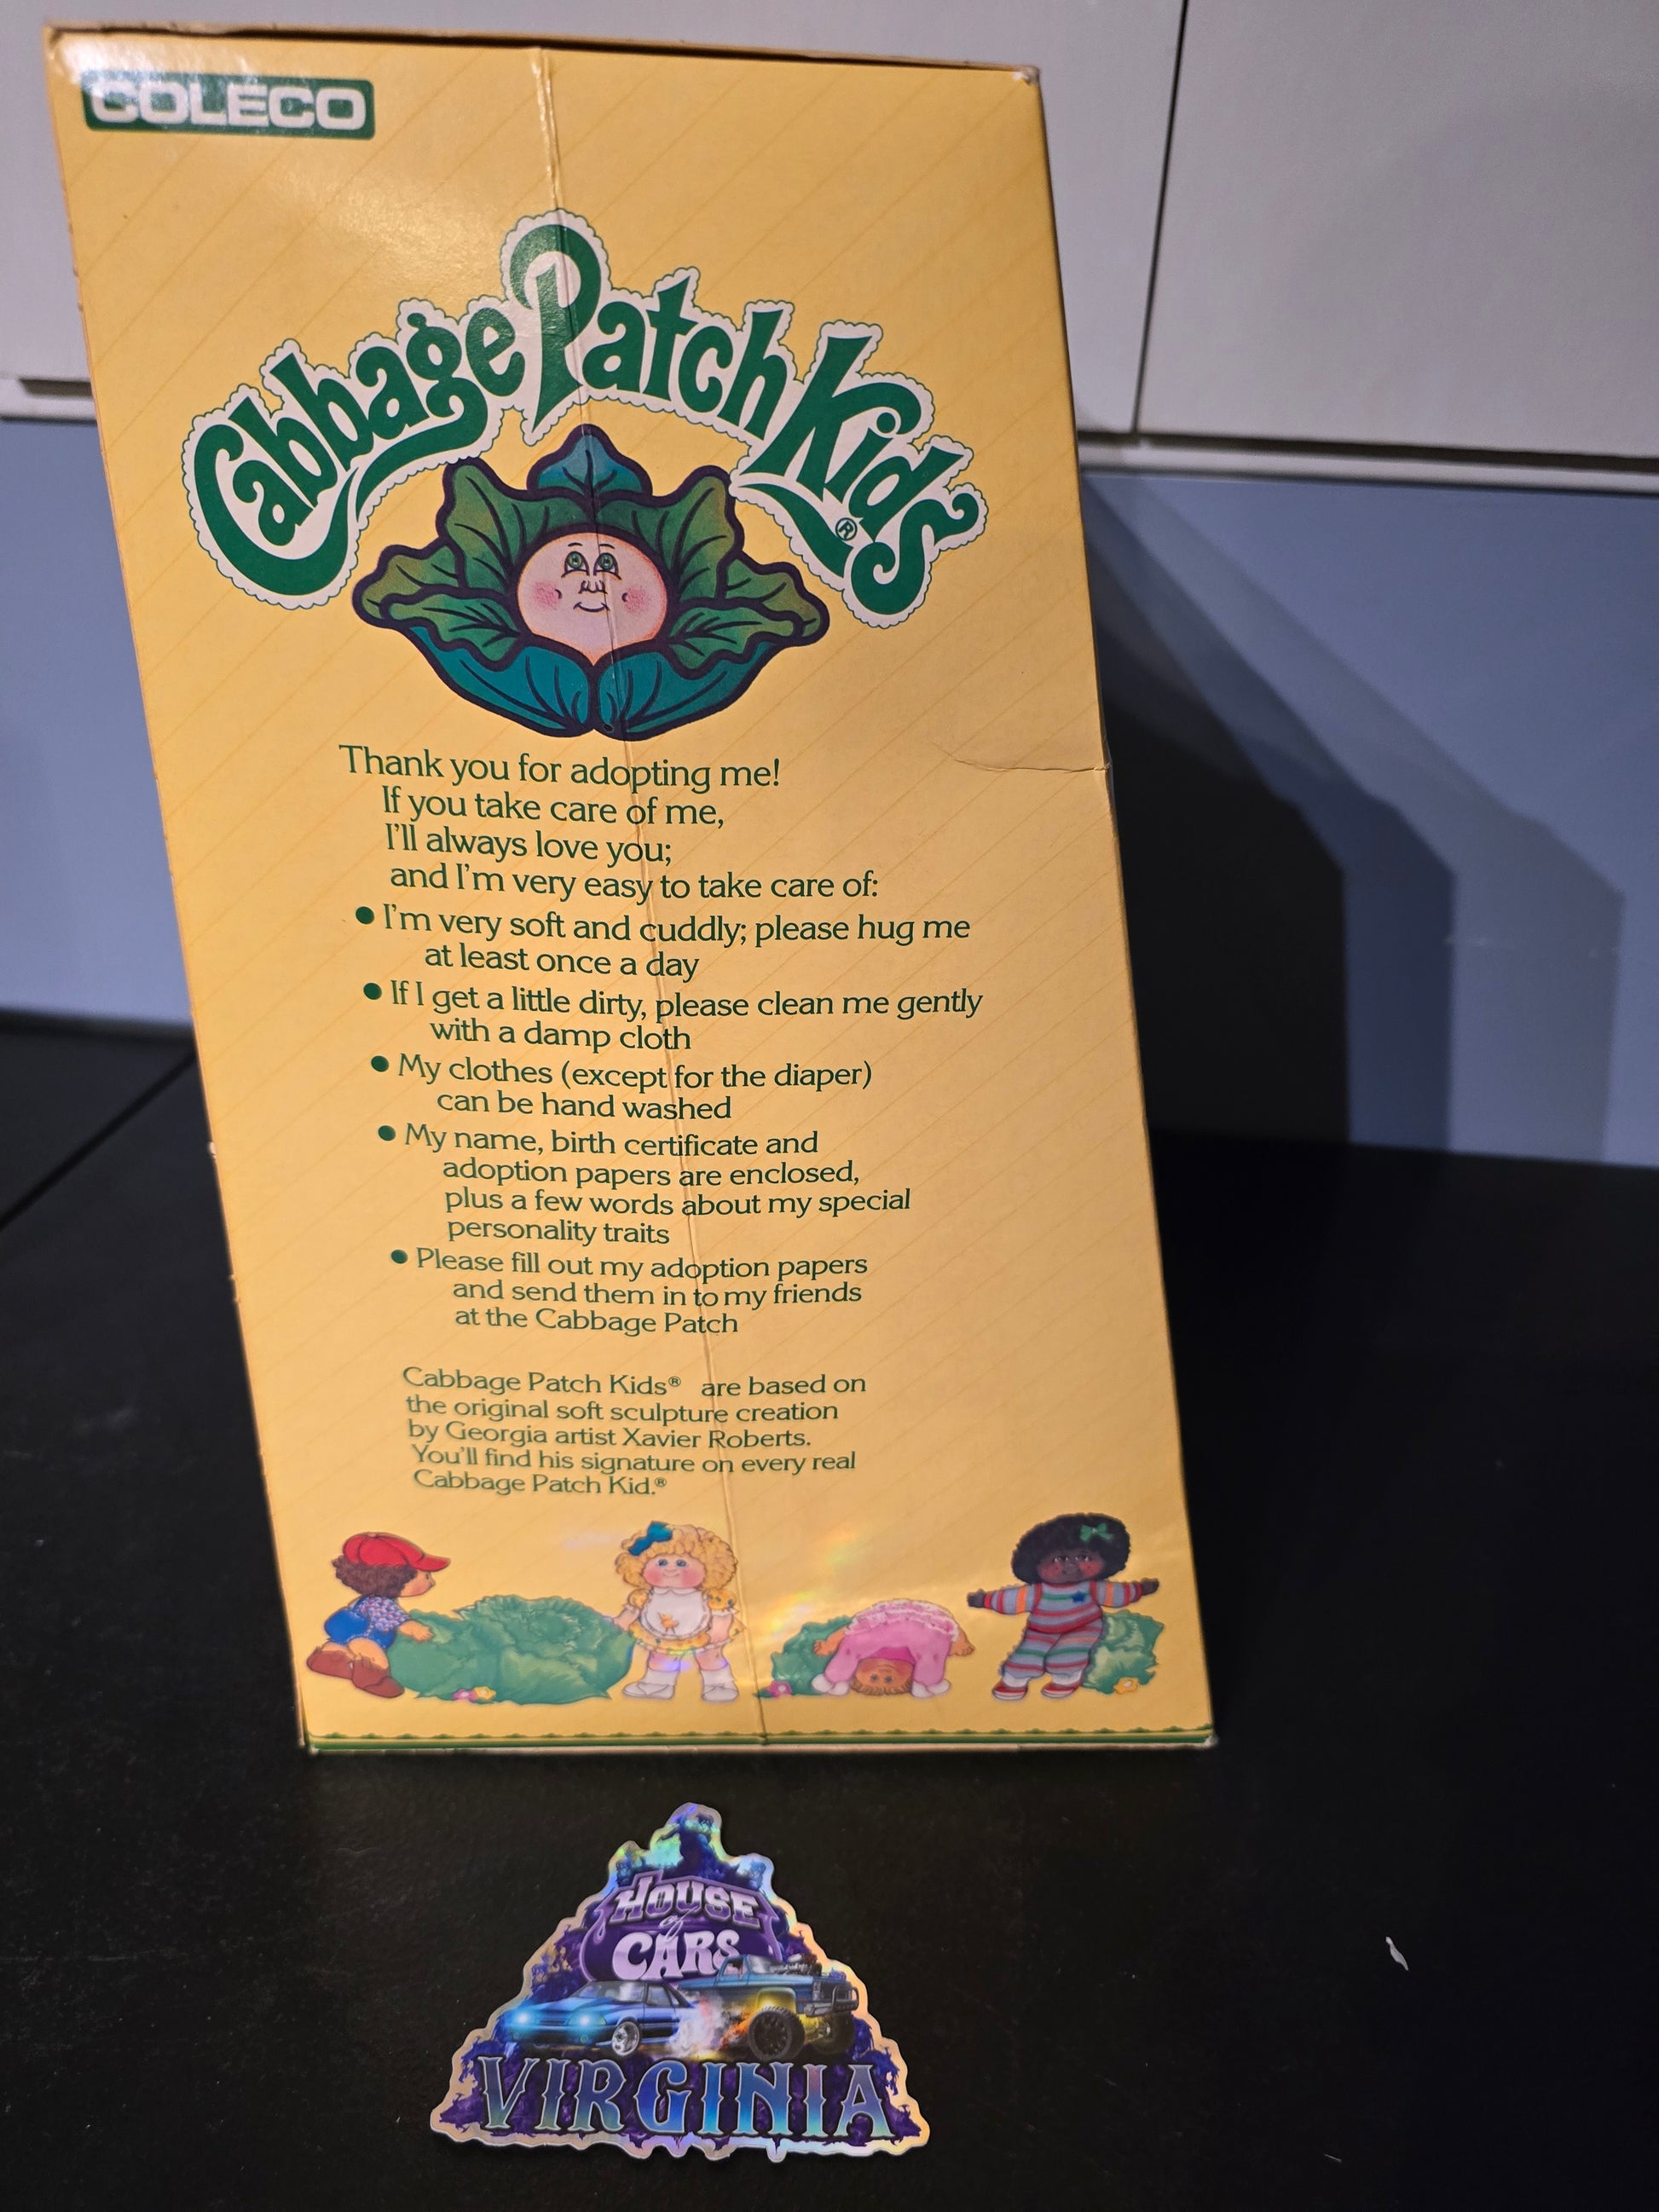 COLECO
Cabbage Patch Kids®
Thank you for adopting me!
If you take care of me,
I'll always love you;
and I'm very easy to take care of:
● I'm very soft and cuddly; please hug me
at least once a day
● If I get a little dirty, please clean me gently
with a damp cloth
● My clothes (except for the diaper)
can be hand washed
● My name, birth certificate and
adoption papers are enclosed,
plus a few words about my special
personality traits
● Please fill out my adoption papers
and send them in to my friends
at the Cabbage Patch
Cabbage Patch Kids® are based on
the original soft sculpture creation
by Georgia artist Xavier Roberts.
You'll find his signature on every real
Cabbage Patch Kid.®
HOUSE
of
CARS
VIRGINIA